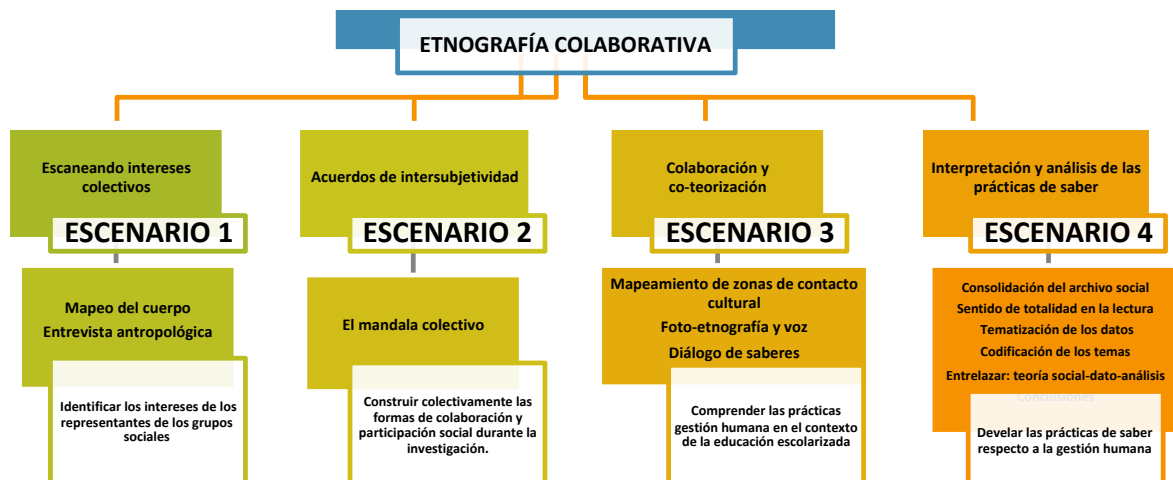 ETNOGRAFÍA COLABORATIVA
Escaneando intereses
colectivos
ESCENARIO 1
Mapeo del cuerpo
Entrevista antropológica
Identificar los intereses de los
representantes de los grupos
sociales
Acuerdos de intersubjetividad
ESCENARIO 2
El mandala colectivo
Construir colectivamente las
formas de colaboración y
participación social durante la
investigación.
Colaboración y
co-teorización
ESCENARIO 3
Mapeamiento de zonas de contacto
cultural
Foto-etnografía y voz
Diálogo de saberes
Comprender las prácticas
gestión humana en el contexto
de la educación escolarizada
Interpretación y análisis de las
prácticas de saber
ESCENARIO 4
Consolidación del archivo social
Sentido de totalidad en la lectura
Tematización de los datos
Codificación de los temas
Entrelazar: teoría social-dato-análisis
Conclusiones
Develar las prácticas de saber
respecto a la gestión humana